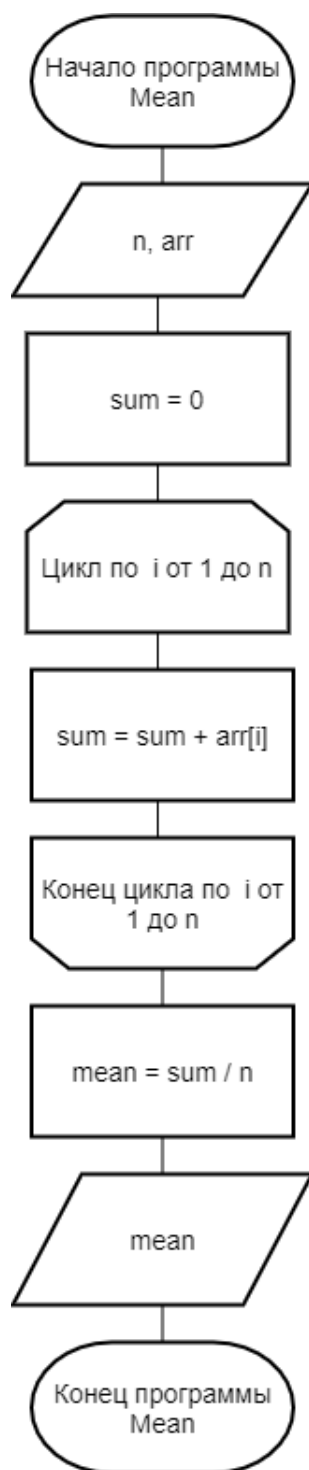 Начало программы
Mean
n, arr
sum = 0
Цикл по i от 1 до n
sum = sum + arr[i]
Конец цикла по i от
1 до n
mean = sum / n
mean
Конец программы
Mean